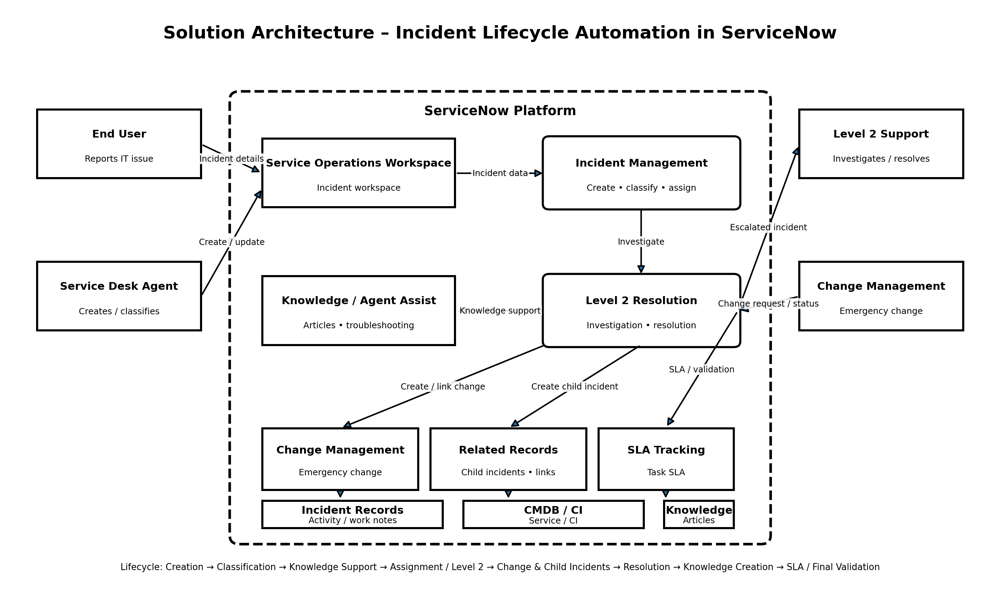 Solution Architecture – Incident Lifecycle Automation in ServiceNow
ServiceNow Platform
End User
Reports IT issue
Incident details
Service Operations Workspace
Incident workspace
Incident data
Incident Management
Create • classify • assign
Level 2 Support
Investigates / resolves
Create / update
Investigate
Escalated incident
Service Desk Agent
Creates / classifies
Knowledge / Agent Assist
Articles • troubleshooting
Knowledge support
Level 2 Resolution
Investigation • resolution
Change request / status
Change Management
Emergency change
Create / link change
Create child incident
SLA / validation
Change Management
Emergency change
Related Records
Child incidents • links
SLA Tracking
Task SLA
Incident Records
Activity / work notes
CMDB / CI
Service / CI
Knowledge
Articles
Lifecycle: Creation → Classification → Knowledge Support → Assignment / Level 2 → Change & Child Incidents → Resolution → Knowledge Creation → SLA / Final Validation